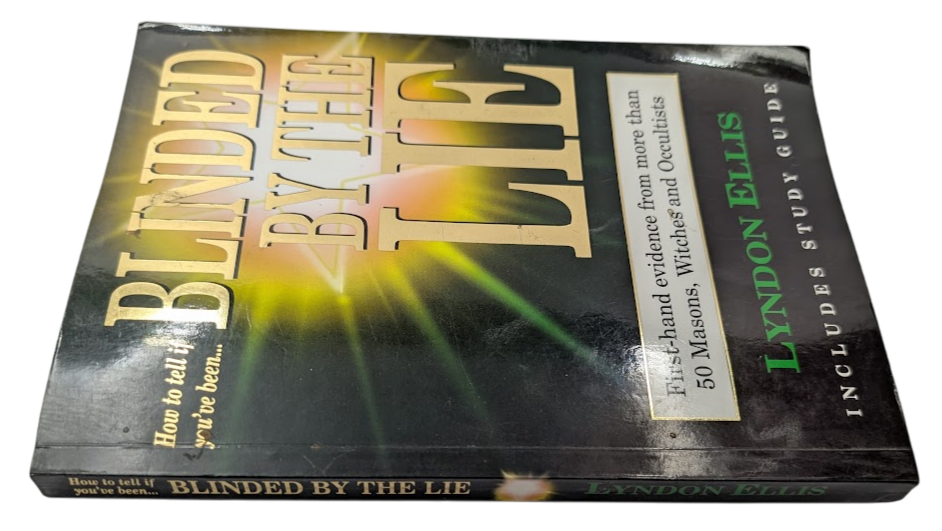 How to tell if
you've been...
BLINDED
BY THE
LIE
First-hand evidence from more than
50 Masons, Witches and Occultists
LYNDON ELLIS
INCLUDES STUDY GUIDE
How to tell if
you've been...
BLINDED BY THE LIE
LYNDON ELLIS